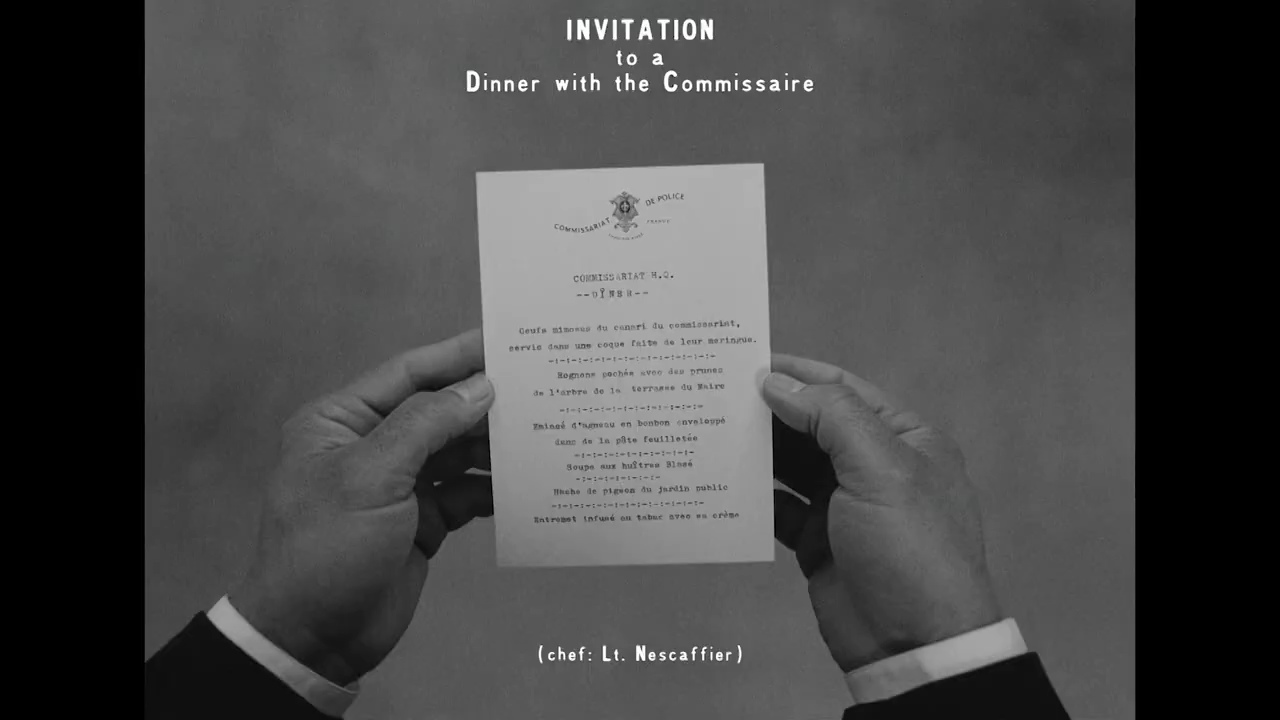 INVITATION
to a
Dinner with the Commissaire
COMMISSARIAT DE POLICE
FRANCE
COMMISSARIAT H.Q.
--DÎNER--
Oeufs mimosas du canari du commissariat,
servis dans une coque faite de leur meringue.
-:-:-:-:-:-:-:-:-:-:-
Rognons pochés avec des prunes
de l'arbre de la terrasse du Maire
-:-:-:-:-:-:-:-:-:-
Emincé d'agneau en bonbon enveloppé
dans de la pâte feuilletée
-:-:-:-:-:-:-:-
Soupe aux huîtres Blasé
-:-:-:-:-:-
Hache de pigeon du jardin public
-:-:-:-:-:-:-:-:-:-
Entremet infusé au tabac avec sa crème
(chef: Lt. Nescaffier)